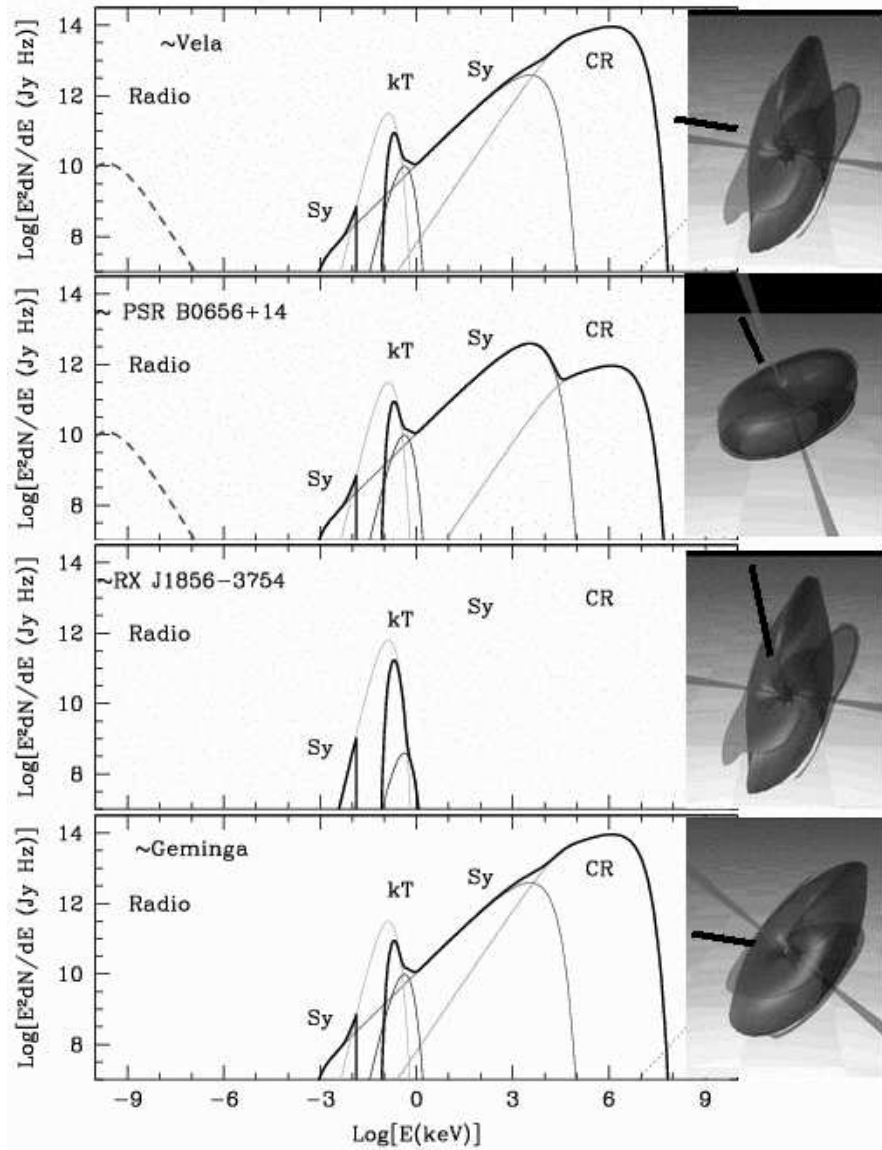 14
12
10
8
Log[E²dN/dE (Jy Hz)]
~Vela
Radio
Sy
kT
Sy
CR
14
12
10
8
Log[E²dN/dE (Jy Hz)]
~ PSR B0656+14
Radio
Sy
kT
Sy
CR
14
12
10
8
Log[E²dN/dE (Jy Hz)]
~RX J1856−3754
Radio
Sy
kT
Sy
CR
14
12
10
8
Log[E²dN/dE (Jy Hz)]
~Geminga
Radio
Sy
kT
Sy
CR
−9 −6 −3 0 3 6 9
Log[E(keV)]